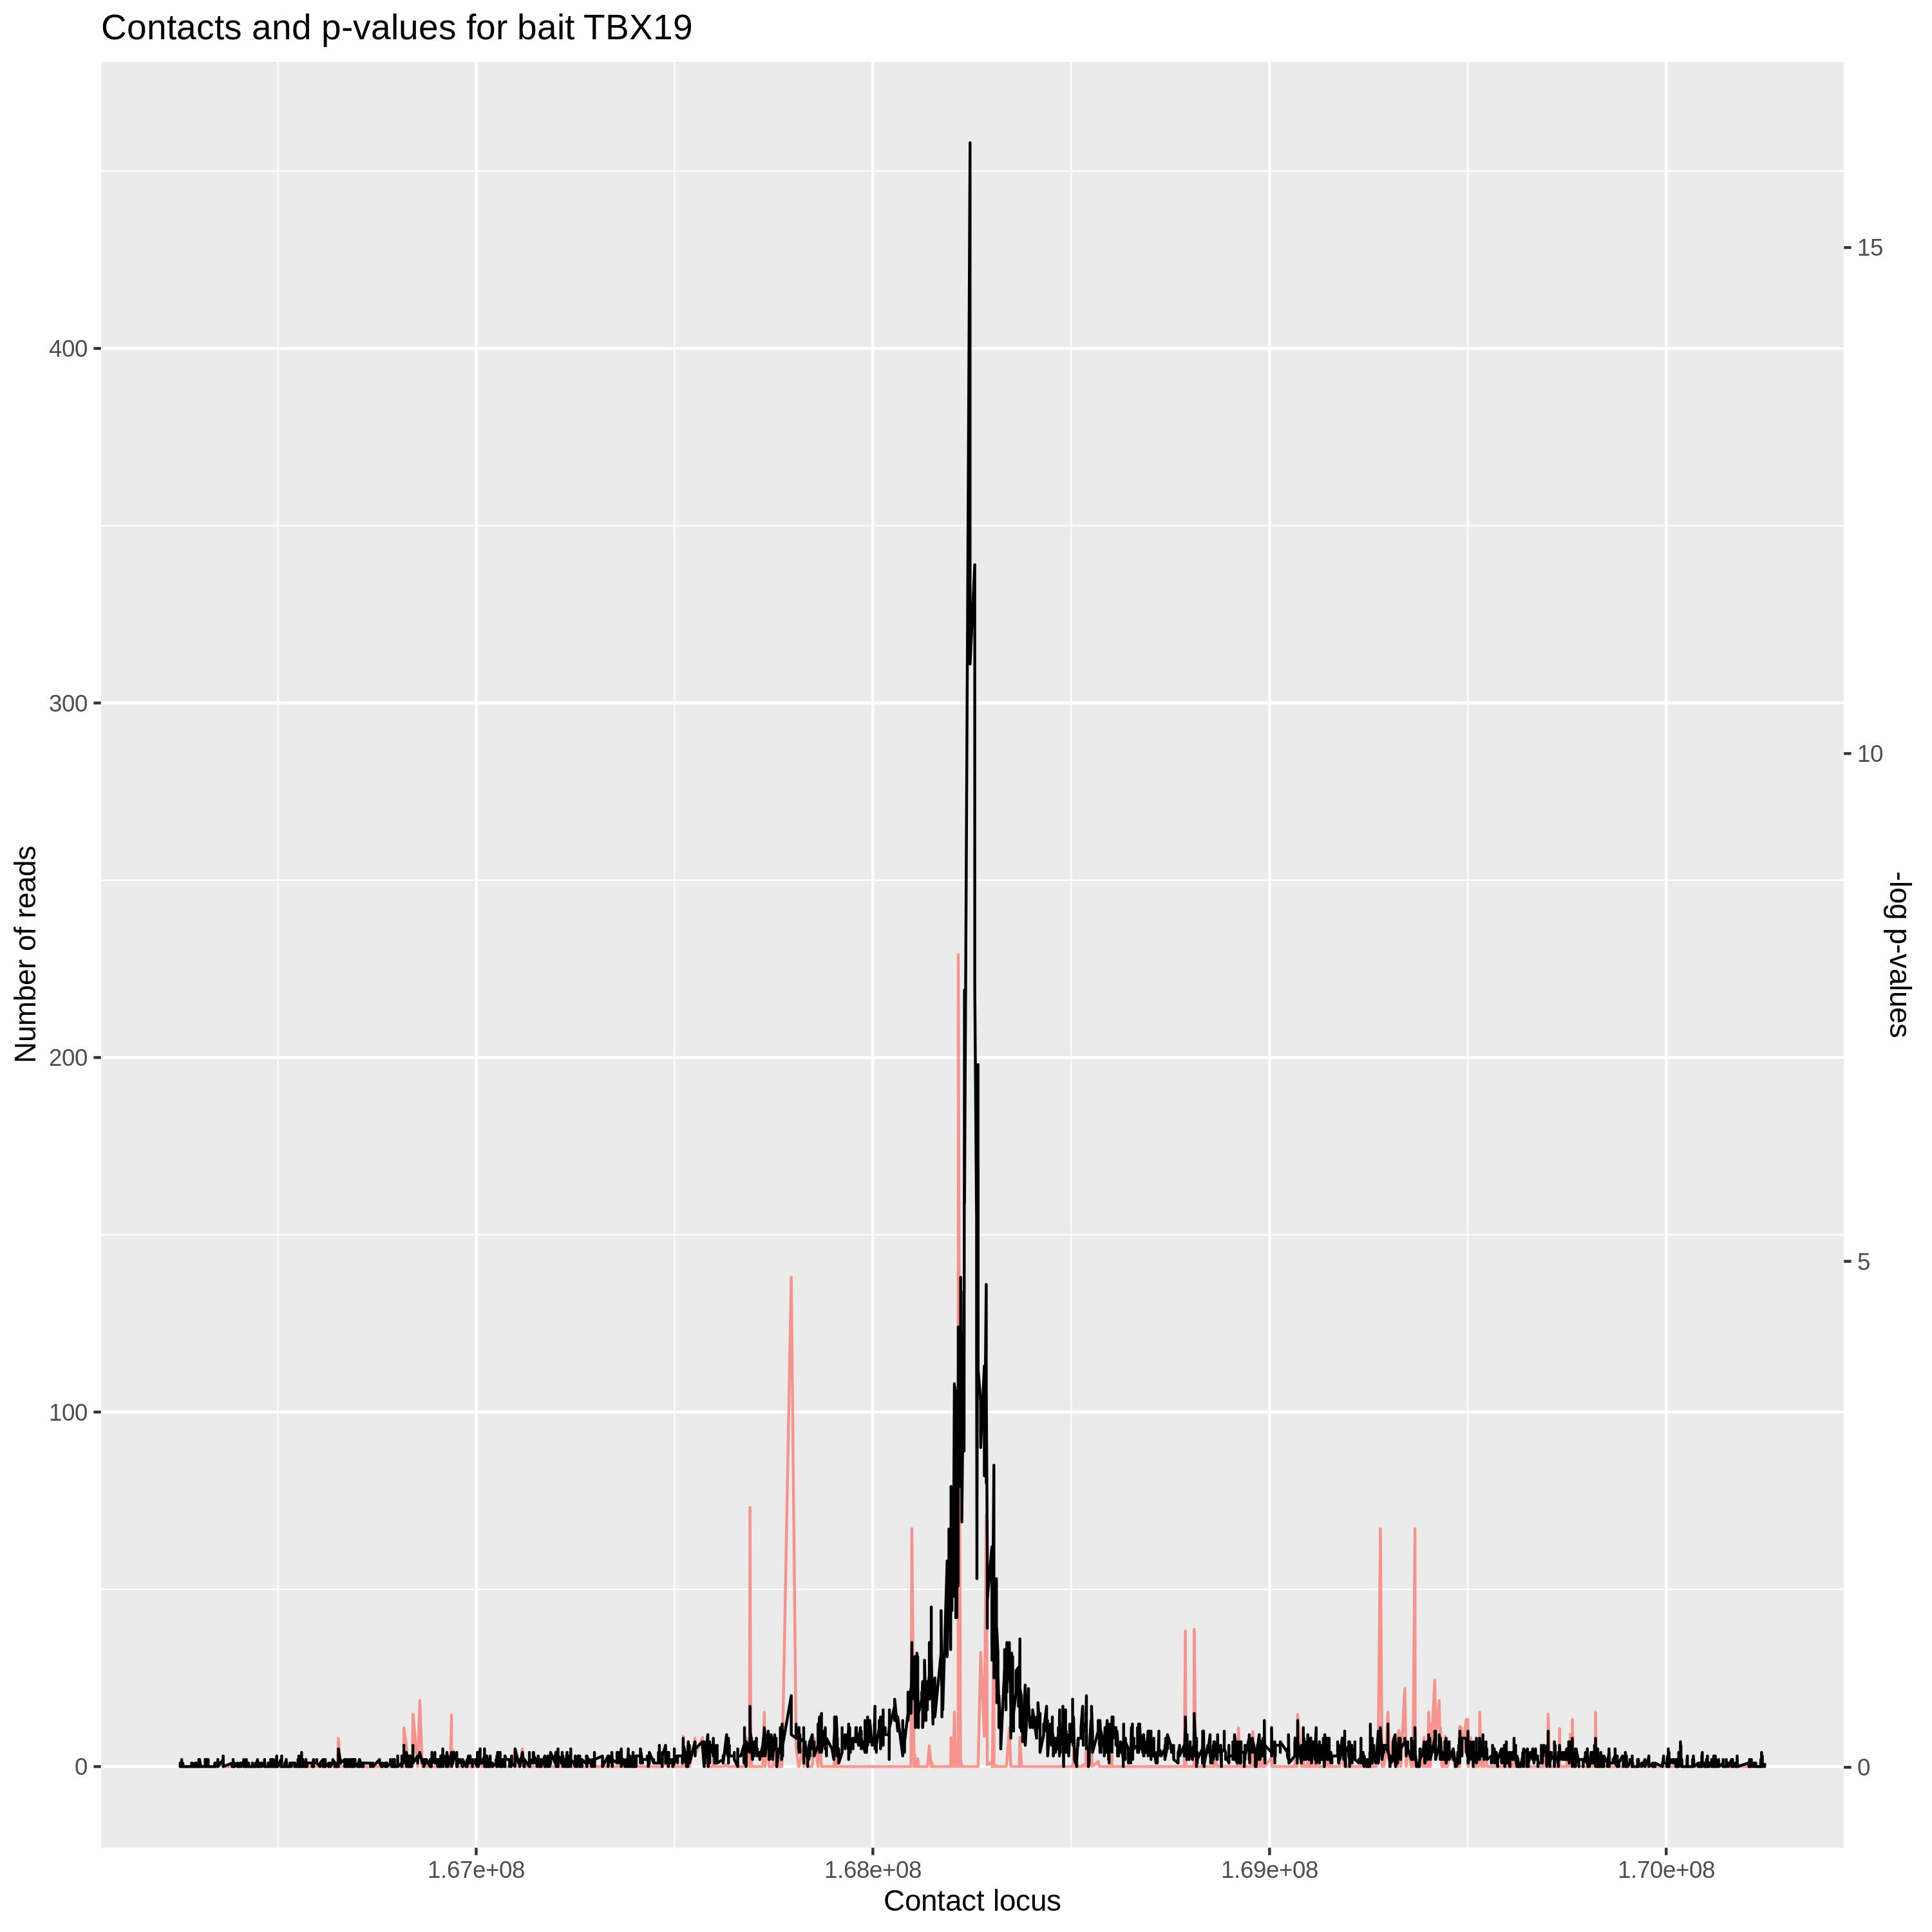 Contacts and p-values for bait TBX19
Number of reads
400
300
200
100
0
15
10
5
0
-log p-values
1.67e+08
1.68e+08
1.69e+08
1.70e+08
Contact locus